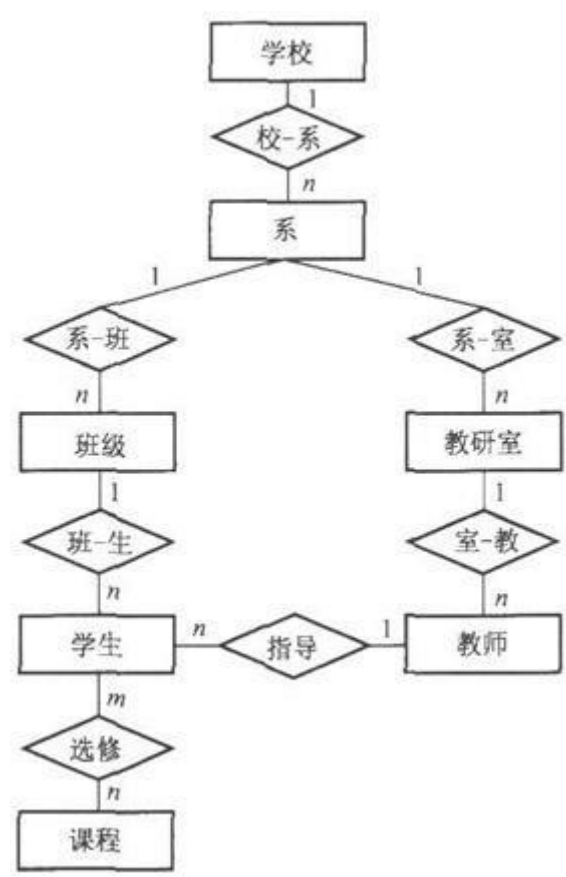 学校
1
校-系
n
系
1 1
系-班 系-室
n n
班级 教研室
1 1
班-生 室-教
n n
学生 n 指导 1 教师
m
选修
n
课程